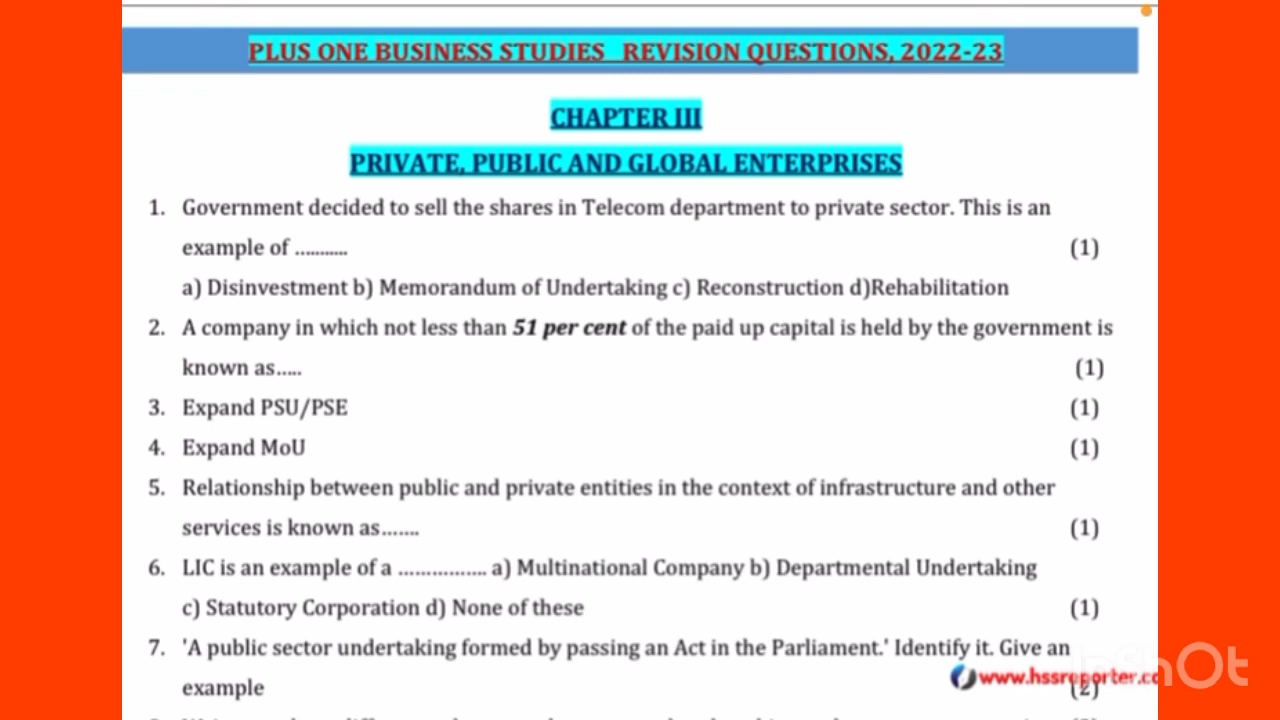 PLUS ONE BUSINESS STUDIES REVISION QUESTIONS, 2022-23
CHAPTER III
PRIVATE, PUBLIC AND GLOBAL ENTERPRISES
1. Government decided to sell the shares in Telecom department to private sector. This is an
example of ........... (1)
a) Disinvestment b) Memorandum of Undertaking c) Reconstruction d)Rehabilitation
2. A company in which not less than 51 per cent of the paid up capital is held by the government is
known as..... (1)
3. Expand PSU/PSE (1)
4. Expand MoU (1)
5. Relationship between public and private entities in the context of infrastructure and other
services is known as....... (1)
6. LIC is an example of a ................ a) Multinational Company b) Departmental Undertaking
c) Statutory Corporation d) None of these (1)
7. 'A public sector undertaking formed by passing an Act in the Parliament.' Identify it. Give an
www.hssreporter.co
example (2)
InShOt